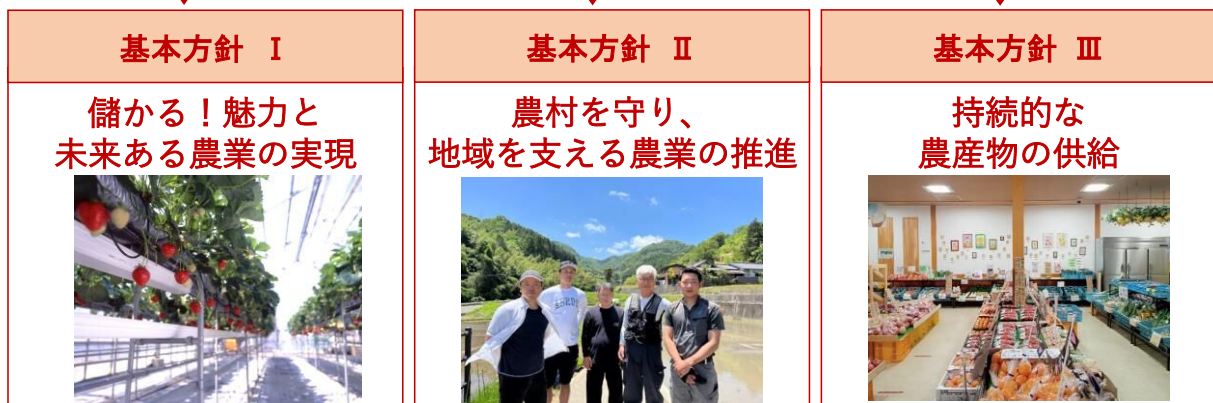 基本方針 Ⅰ
儲かる！魅力と
未来ある農業の実現
基本方針 Ⅱ
農村を守り、
地域を支える農業の推進
基本方針 Ⅲ
持続的な
農産物の供給